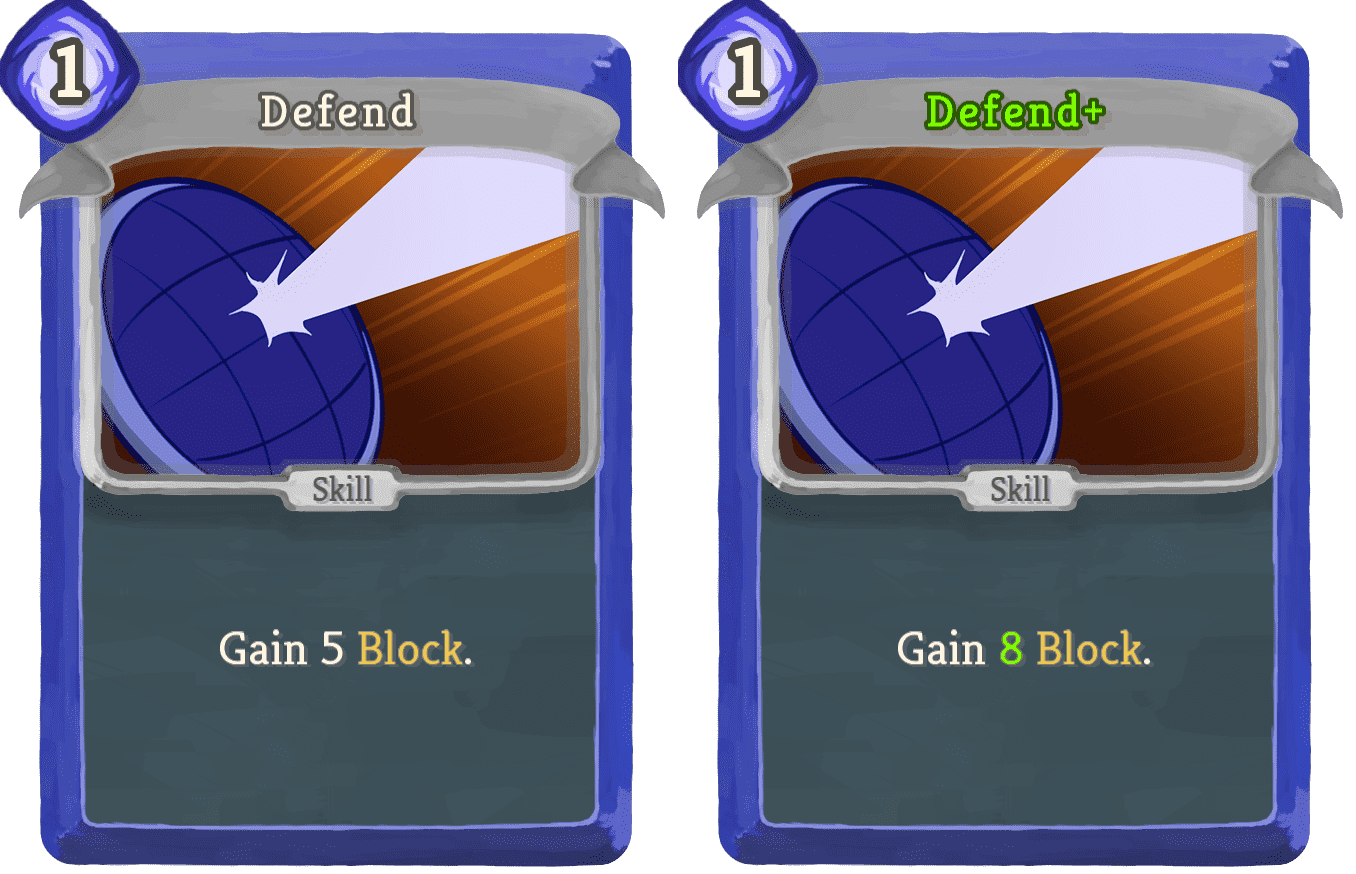 1
Defend
Skill
Gain 5 Block.
1
Defend+
Skill
Gain 8 Block.